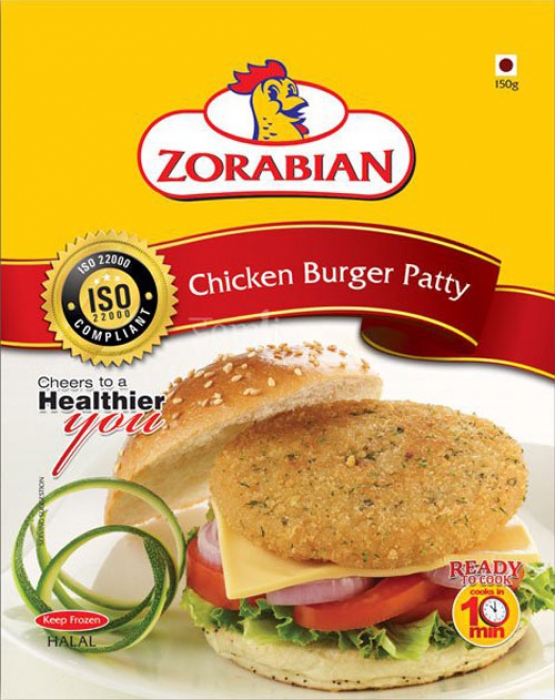 150g
ZORABIAN
ISO 22000
ISO
22000
COMPLIANT
Chicken Burger Patty
Cheers to a
Healthier
you
READY
TO COOK
cooks in
10
min
Keep Frozen
HALAL